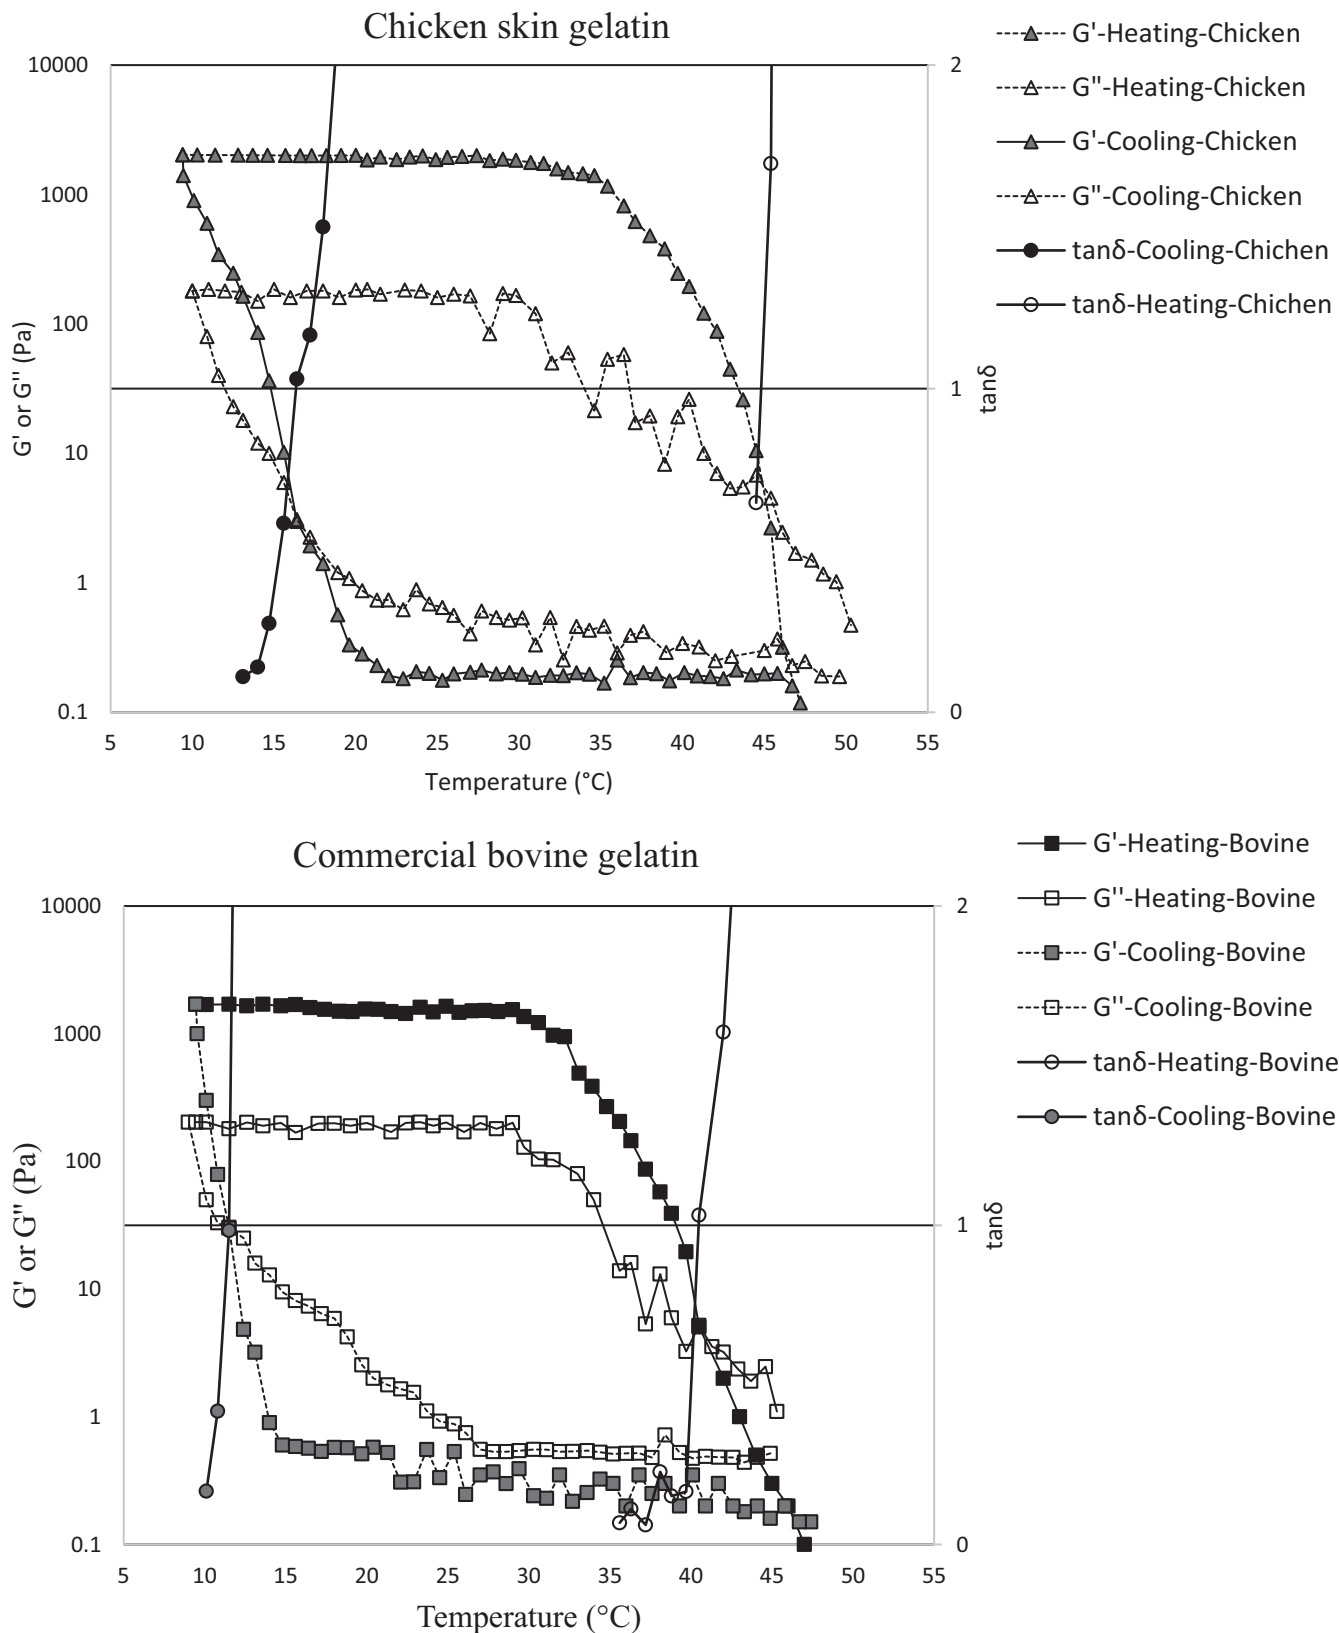 Chicken skin gelatin
10000
1000
100
10
1
0.1
G' or G'' (Pa)
5 10 15 20 25 30 35 40 45 50 55
Temperature (°C)
2
1
0
tanδ
G'-Heating-Chicken
G"-Heating-Chicken
G'-Cooling-Chicken
G"-Cooling-Chicken
tanδ-Cooling-Chichen
tanδ-Heating-Chichen
Commercial bovine gelatin
10000
1000
100
10
1
0.1
G' or G'' (Pa)
5 10 15 20 25 30 35 40 45 50 55
Temperature (°C)
2
1
0
tanδ
G'-Heating-Bovine
G''-Heating-Bovine
G'-Cooling-Bovine
G''-Cooling-Bovine
tanδ-Heating-Bovine
tanδ-Cooling-Bovine